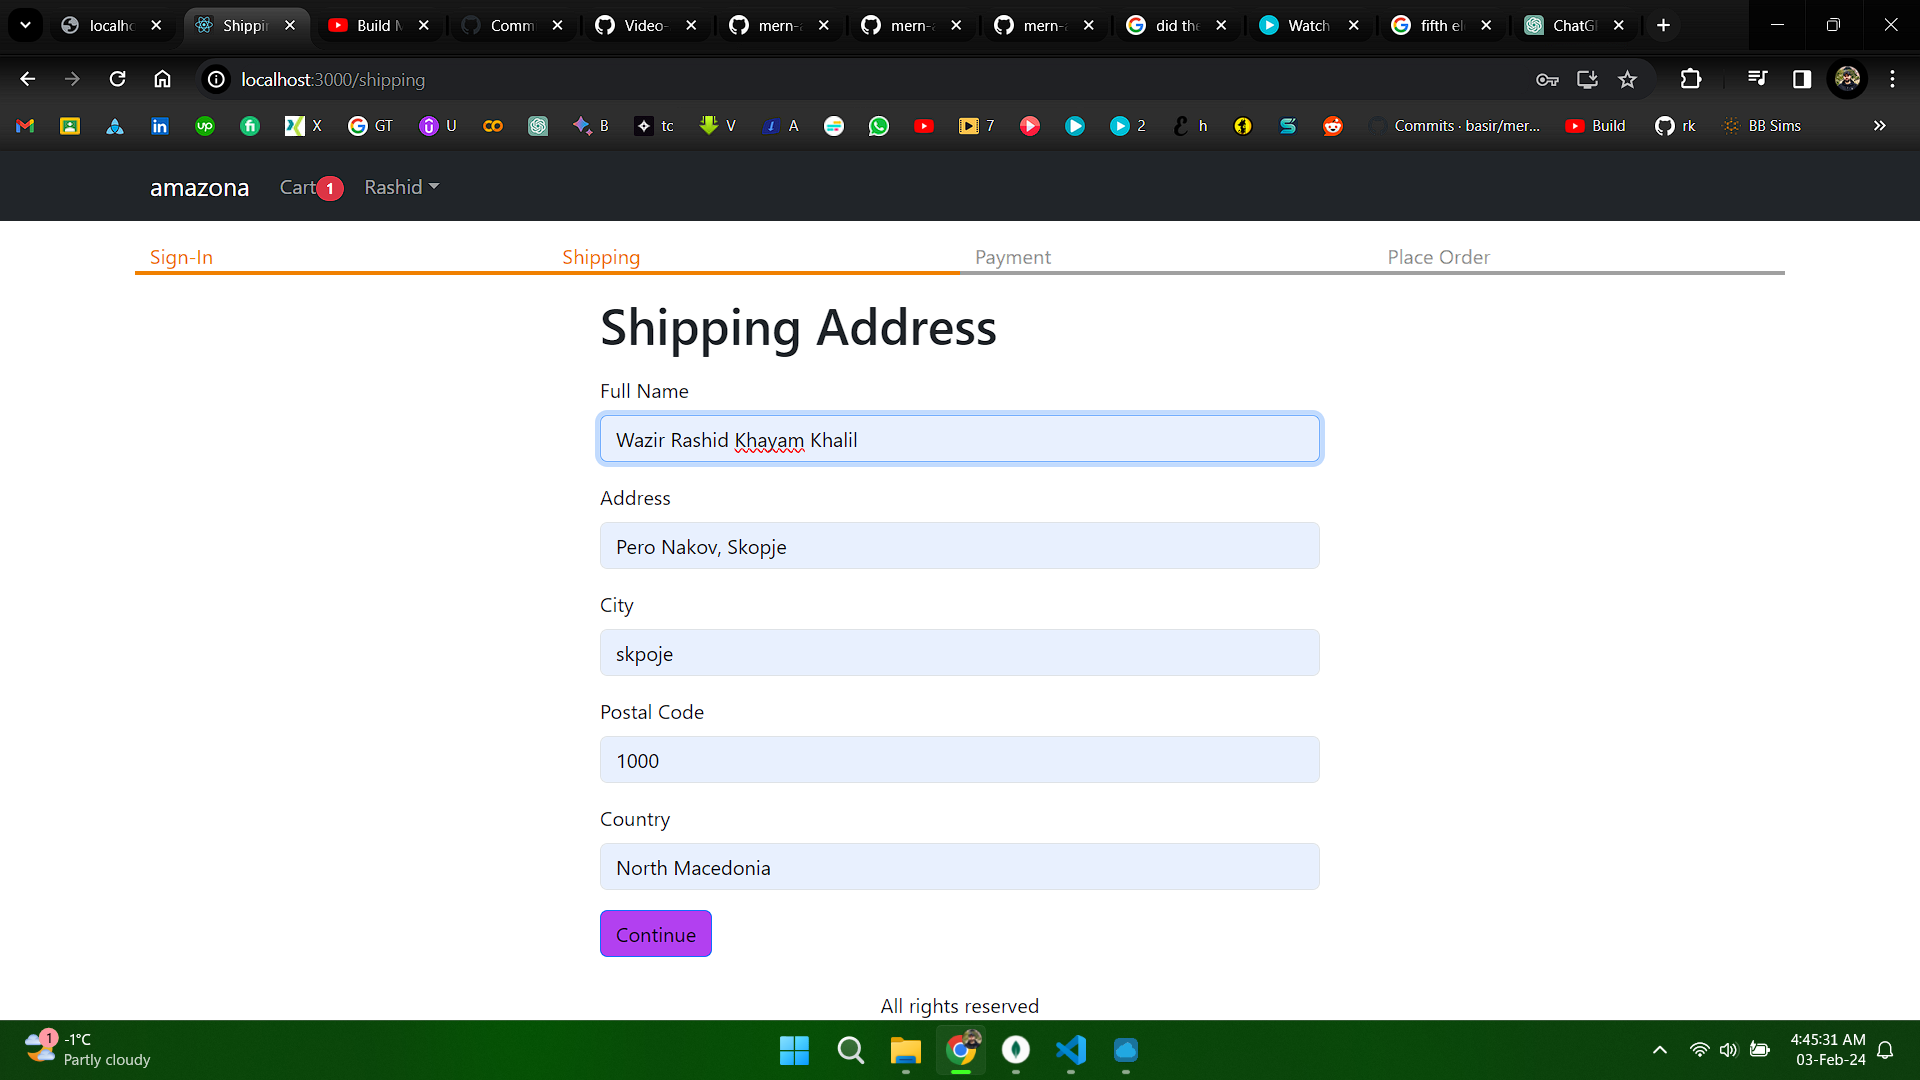 localho Shippin Build M Comm Video- mern-a mern-a mern-a did the Watch fifth el ChatGP
localhost:3000/shipping
X GT U B tc V A 7 2 h Commits · basir/mer... Build rk BB Sims
amazona Cart 1 Rashid
Sign-In Shipping Payment Place Order
Shipping Address
Full Name
Wazir Rashid Khayam Khalil
Address
Pero Nakov, Skopje
City
skpoje
Postal Code
1000
Country
North Macedonia
Continue
All rights reserved
1 -1°C
Partly cloudy
4:45:31 AM
03-Feb-24